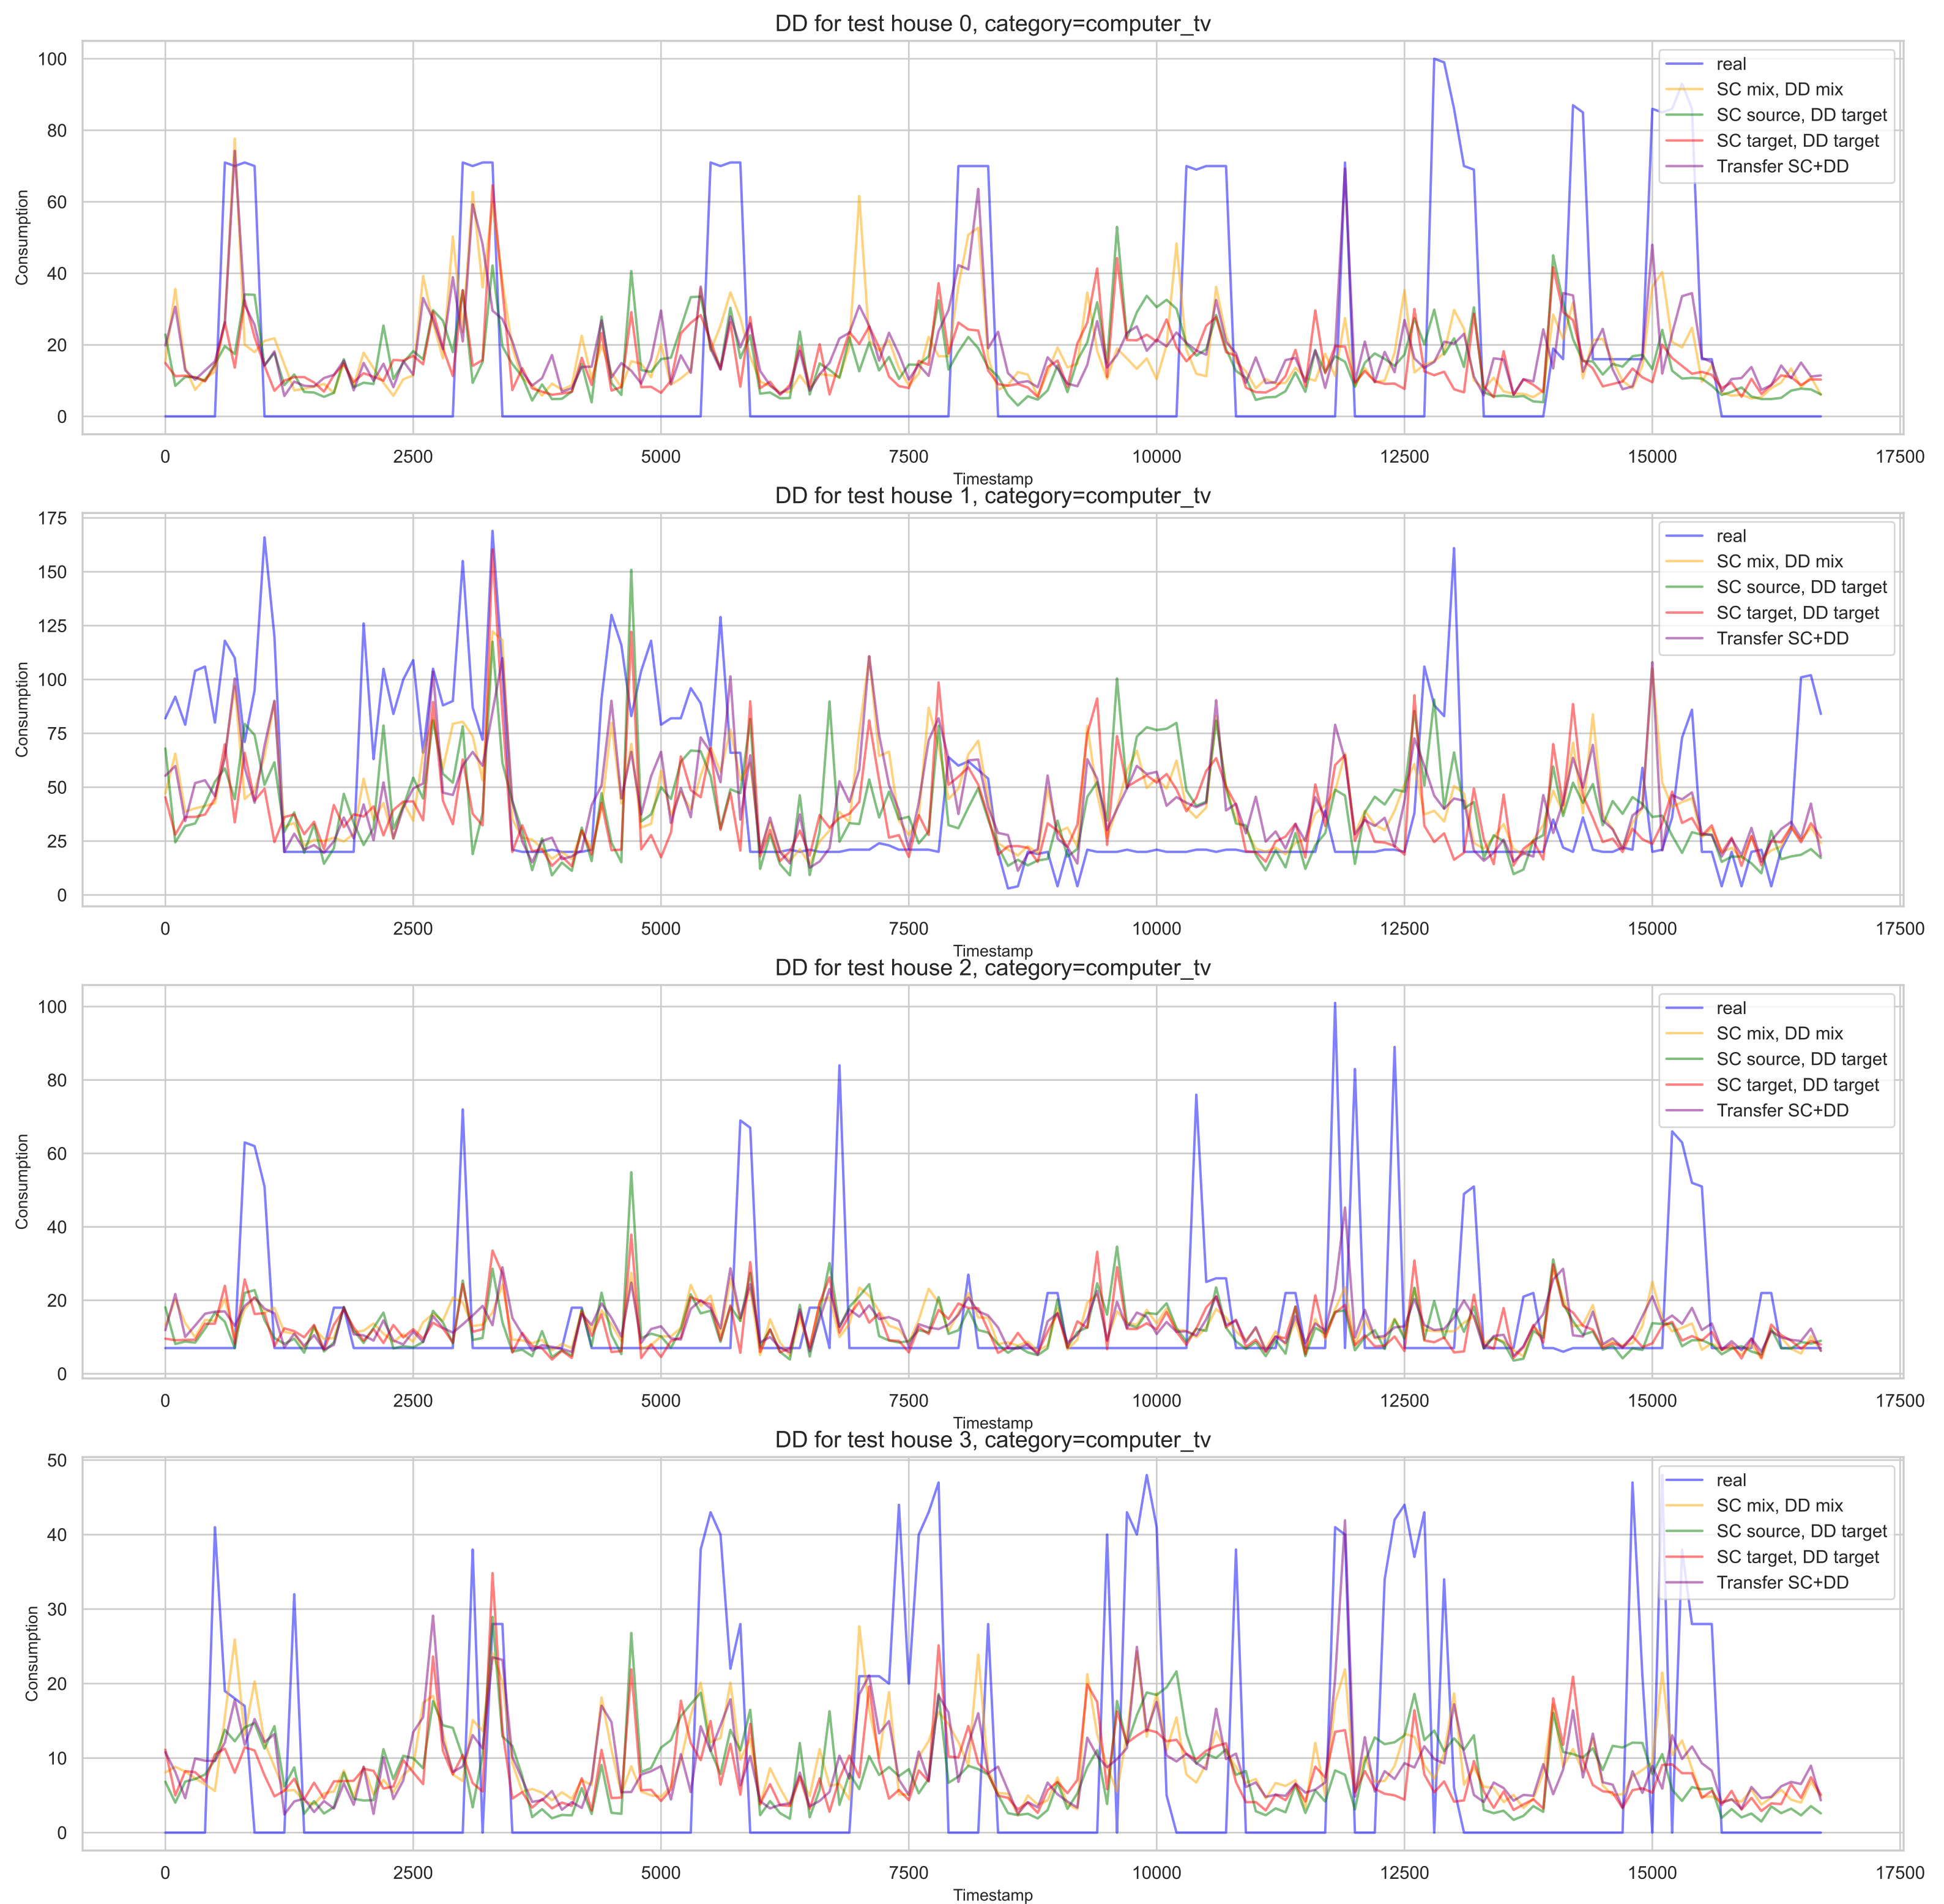 DD for test house 0, category=computer_tv
100
80
60
40
20
0
Consumption
real
SC mix, DD mix
SC source, DD target
SC target, DD target
Transfer SC+DD
0 2500 5000 7500 10000 12500 15000 17500
Timestamp
DD for test house 1, category=computer_tv
175
150
125
100
75
50
25
0
Consumption
real
SC mix, DD mix
SC source, DD target
SC target, DD target
Transfer SC+DD
0 2500 5000 7500 10000 12500 15000 17500
Timestamp
DD for test house 2, category=computer_tv
100
80
60
40
20
0
Consumption
real
SC mix, DD mix
SC source, DD target
SC target, DD target
Transfer SC+DD
0 2500 5000 7500 10000 12500 15000 17500
Timestamp
DD for test house 3, category=computer_tv
50
40
30
20
10
0
Consumption
real
SC mix, DD mix
SC source, DD target
SC target, DD target
Transfer SC+DD
0 2500 5000 7500 10000 12500 15000 17500
Timestamp